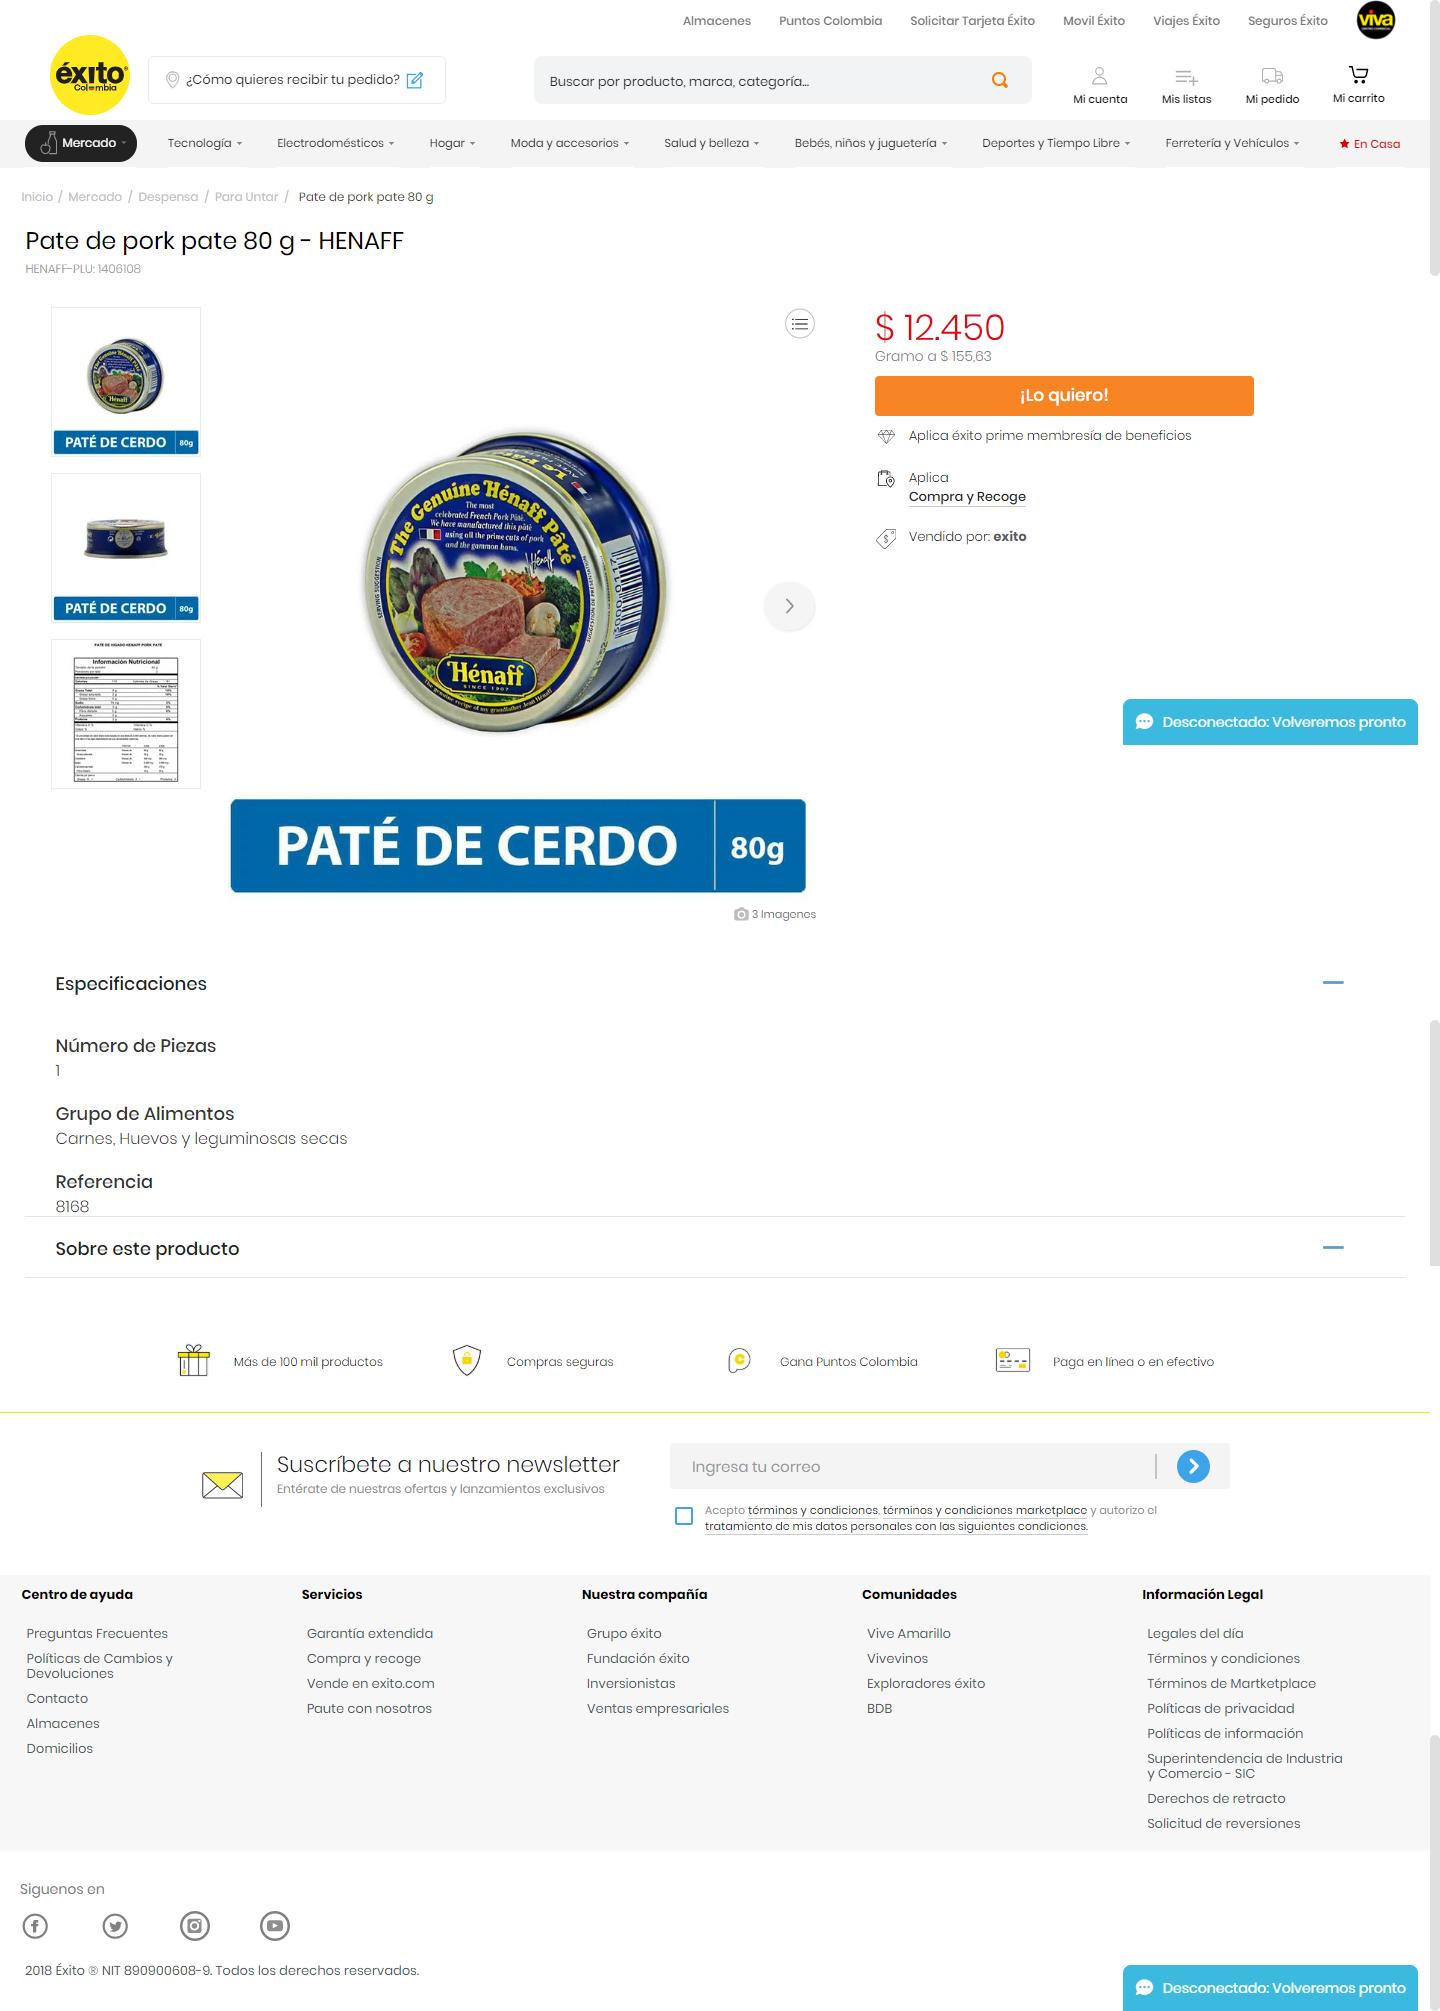 Almacenes
Puntos Colombia
Solicitar Tarjeta Éxito
Movil Éxito
Viajes Éxito
Seguros Éxito
viva
éxito
Colombia
¿Cómo quieres recibir tu pedido?
Buscar por producto, marca, categoría...
Mi cuenta
Mis listas
Mi pedido
Mi carrito
Mercado
Tecnología
Electrodomésticos
Hogar
Moda y accesorios
Salud y belleza
Bebés, niños y juguetería
Deportes y Tiempo Libre
Ferretería y Vehículos
En Casa
Inicio / Mercado / Despensa / Para Untar / Pate de pork pate 80 g
Pate de pork pate 80 g - HENAFF
HENAFF-PLU: 1406108
PATÉ DE CERDO 80g
PATÉ DE CERDO 80g
Información Nutricional
The Genuine Hénaff Paté
The most
celebrated French Pork Pâté.
We have manufactured this pâté
using all the prime cuts of pork
and the gammon hams.
SERVING SUGGESTION
Hénaff
SINCE 1907
The genuine recipe of my grandfather Jean Hénaff
PATÉ DE CERDO 80g
3 Imagenes
$ 12.450
Gramo a $ 155,63
¡Lo quiero!
Aplica éxito prime membresía de beneficios
Aplica
Compra y Recoge
Vendido por: exito
Desconectado: Volveremos pronto
Especificaciones
Número de Piezas
1
Grupo de Alimentos
Carnes, Huevos y leguminosas secas
Referencia
8168
Sobre este producto
Más de 100 mil productos
Compras seguras
Gana Puntos Colombia
Paga en línea o en efectivo
Suscríbete a nuestro newsletter
Entérate de nuestras ofertas y lanzamientos exclusivos
Ingresa tu correo
Acepto términos y condiciones, términos y condiciones marketplace y autorizo el
tratamiento de mis datos personales con las siguientes condiciones.
Centro de ayuda
Preguntas Frecuentes
Políticas de Cambios y
Devoluciones
Contacto
Almacenes
Domicilios
Servicios
Garantía extendida
Compra y recoge
Vende en exito.com
Paute con nosotros
Nuestra compañía
Grupo éxito
Fundación éxito
Inversionistas
Ventas empresariales
Comunidades
Vive Amarillo
Vivevinos
Exploradores éxito
BDB
Información Legal
Legales del día
Términos y condiciones
Términos de Martketplace
Políticas de privacidad
Políticas de información
Superintendencia de Industria
y Comercio - SIC
Derechos de retracto
Solicitud de reversiones
Siguenos en
2018 Éxito ® NIT 890900608-9. Todos los derechos reservados.
Desconectado: Volveremos pronto